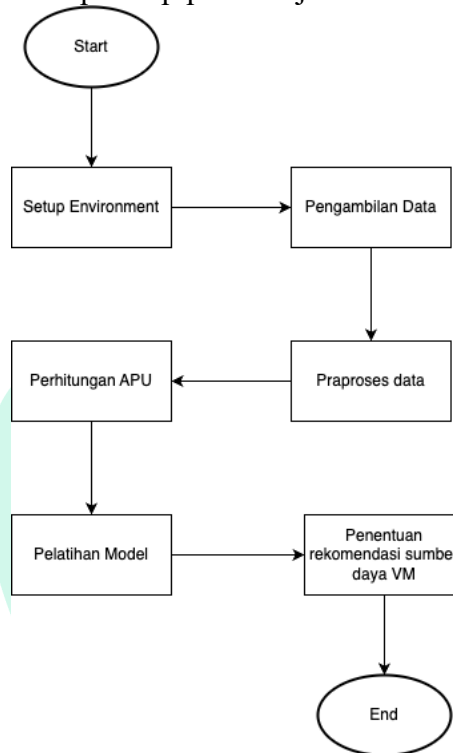 Start
Setup Environment
Pengambilan Data
Praproses data
Perhitungan APU
Pelatihan Model
Penentuan
rekomendasi sumbe
daya VM
End